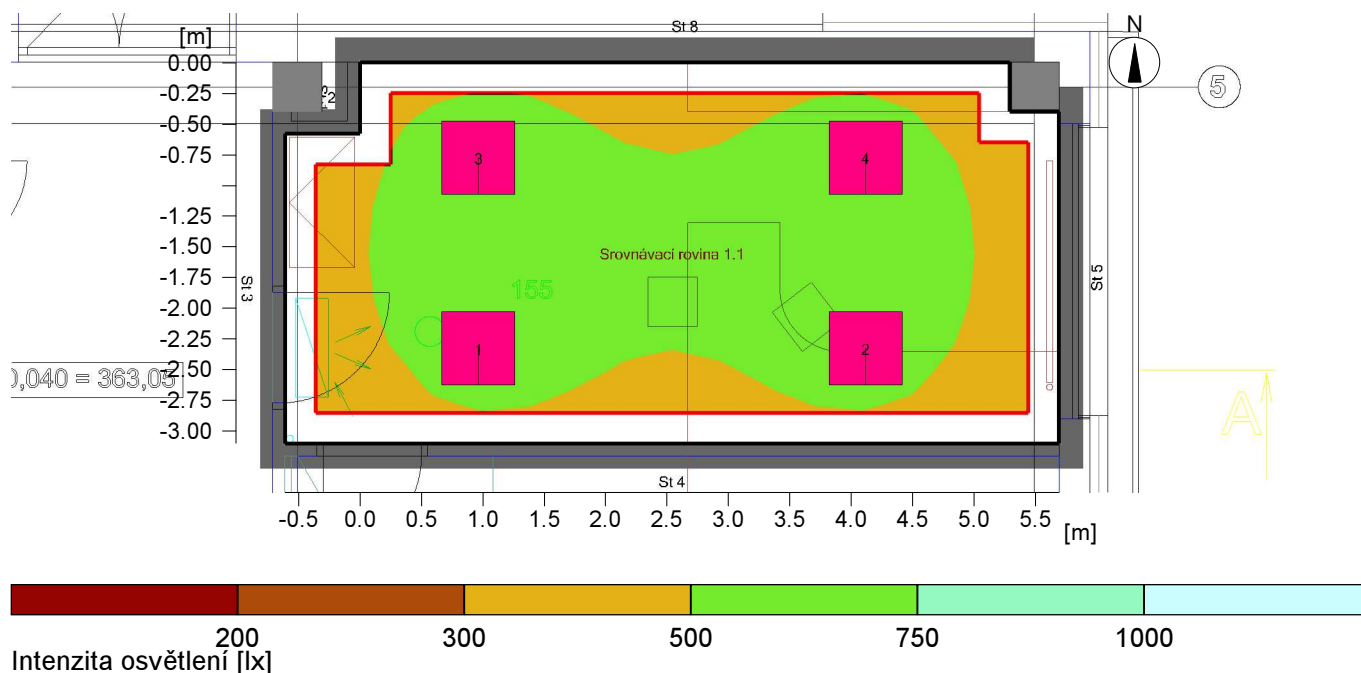 St 8
N
[m]
0.00
-0.25
-0.50
-0.75
-1.25
-1.50
-1.75
-2.00
-2.25
-2.50
-2.75
-3.00
5
3
4
Srovnávací rovina 1.1
155
1
2
St 3
St 5
0,040 = 363,05
A
St 4
-0.5 0.0 0.5 1.0 1.5 2.0 2.5 3.0 3.5 4.0 4.5 5.0 5.5
[m]
200 300 500 750 1000
Intenzita osvětlení [lx]